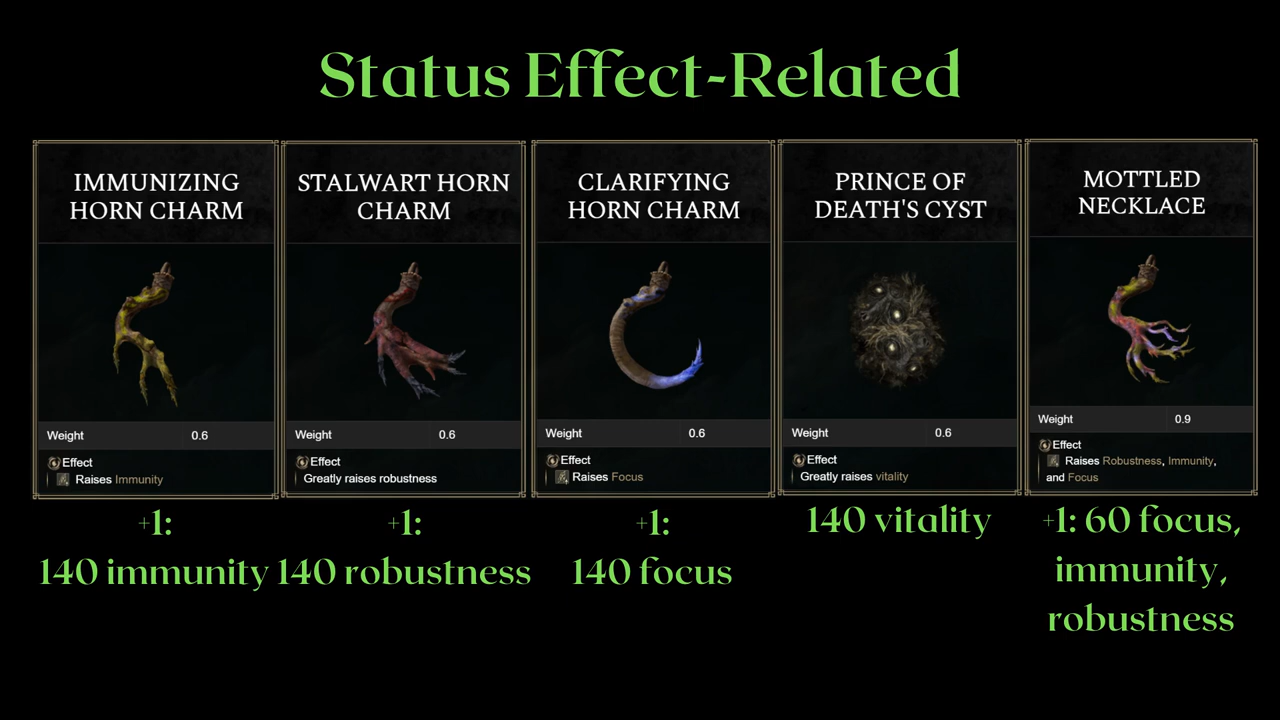 Status Effect-Related
IMMUNIZING
HORN CHARM
Weight 0.6
Effect
Raises Immunity
+1:
140 immunity
STALWART HORN
CHARM
Weight 0.6
Effect
Greatly raises robustness
+1:
140 robustness
CLARIFYING
HORN CHARM
Weight 0.6
Effect
Raises Focus
+1:
140 focus
PRINCE OF
DEATH'S CYST
Weight 0.6
Effect
Greatly raises vitality
140 vitality
MOTTLED
NECKLACE
Weight 0.9
Effect
Raises Robustness, Immunity,
and Focus
+1: 60 focus,
immunity,
robustness